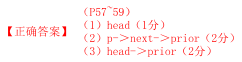 (P57~59)
(1) head(1分)
【正确答案】 (2) p->next->prior(2分)
(3) head->prior(2分)